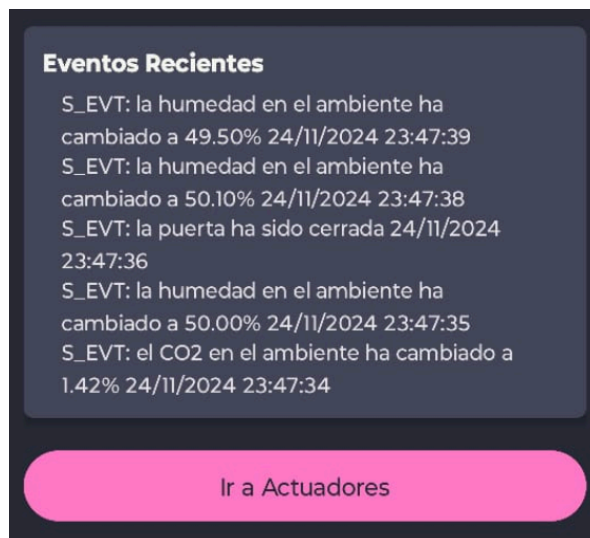 Eventos Recientes
S_EVT: la humedad en el ambiente ha
cambiado a 49.50% 24/11/2024 23:47:39
S_EVT: la humedad en el ambiente ha
cambiado a 50.10% 24/11/2024 23:47:38
S_EVT: la puerta ha sido cerrada 24/11/2024
23:47:36
S_EVT: la humedad en el ambiente ha
cambiado a 50.00% 24/11/2024 23:47:35
S_EVT: el CO2 en el ambiente ha cambiado a
1.42% 24/11/2024 23:47:34
Ir a Actuadores